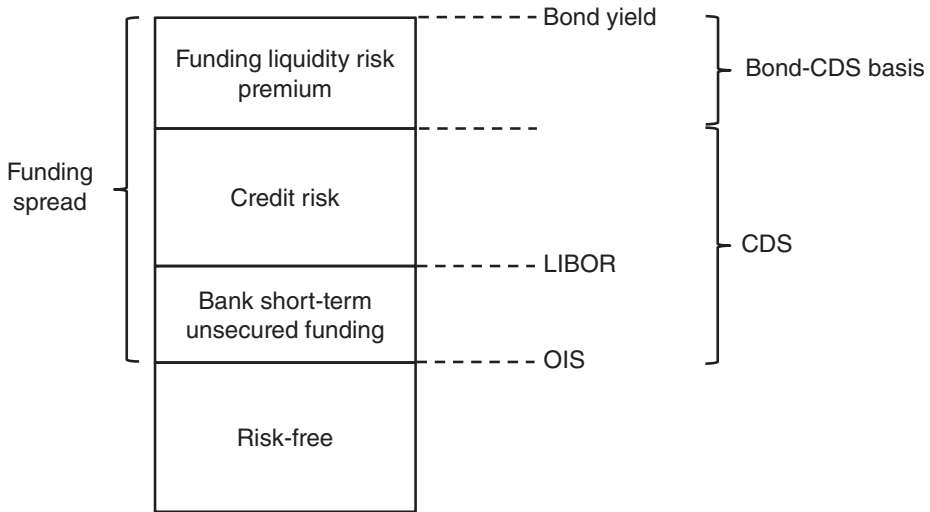 Bond yield
Funding liquidity risk
premium
Bond-CDS basis
Funding
spread
Credit risk
CDS
LIBOR
Bank short-term
unsecured funding
OIS
Risk-free